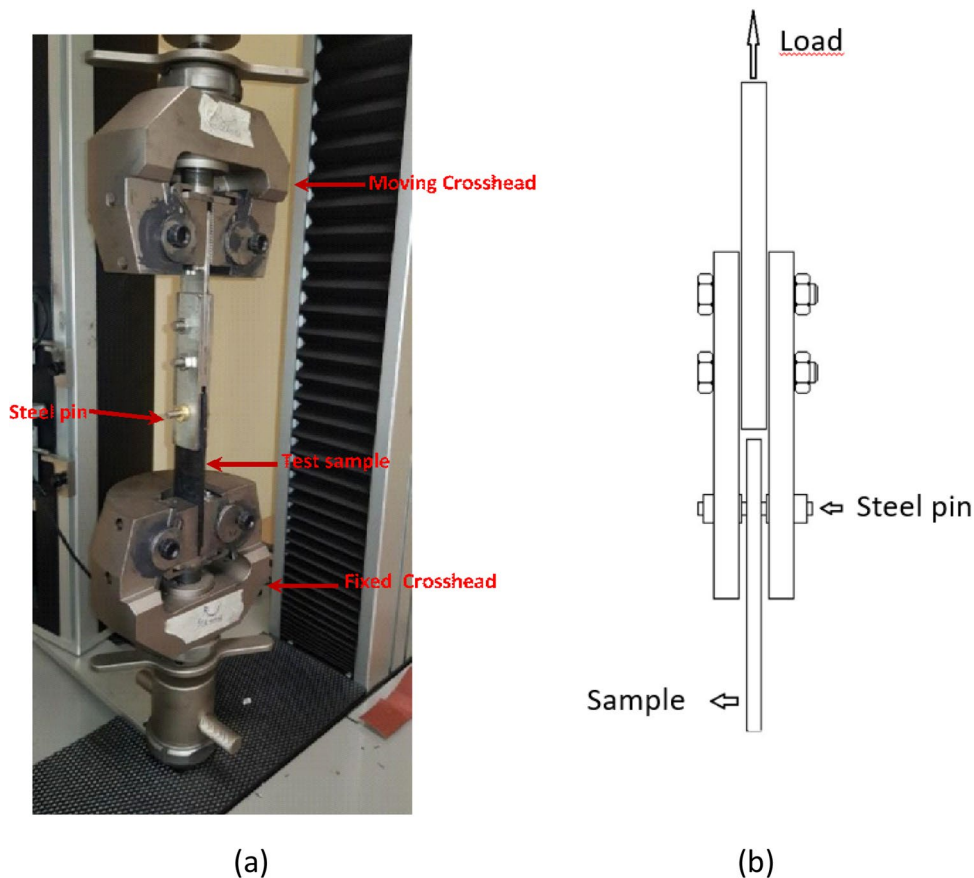 Load
Moving Crosshead
Steel pin
Test sample
Steel pin
Fixed Crosshead
Sample
(a)
(b)